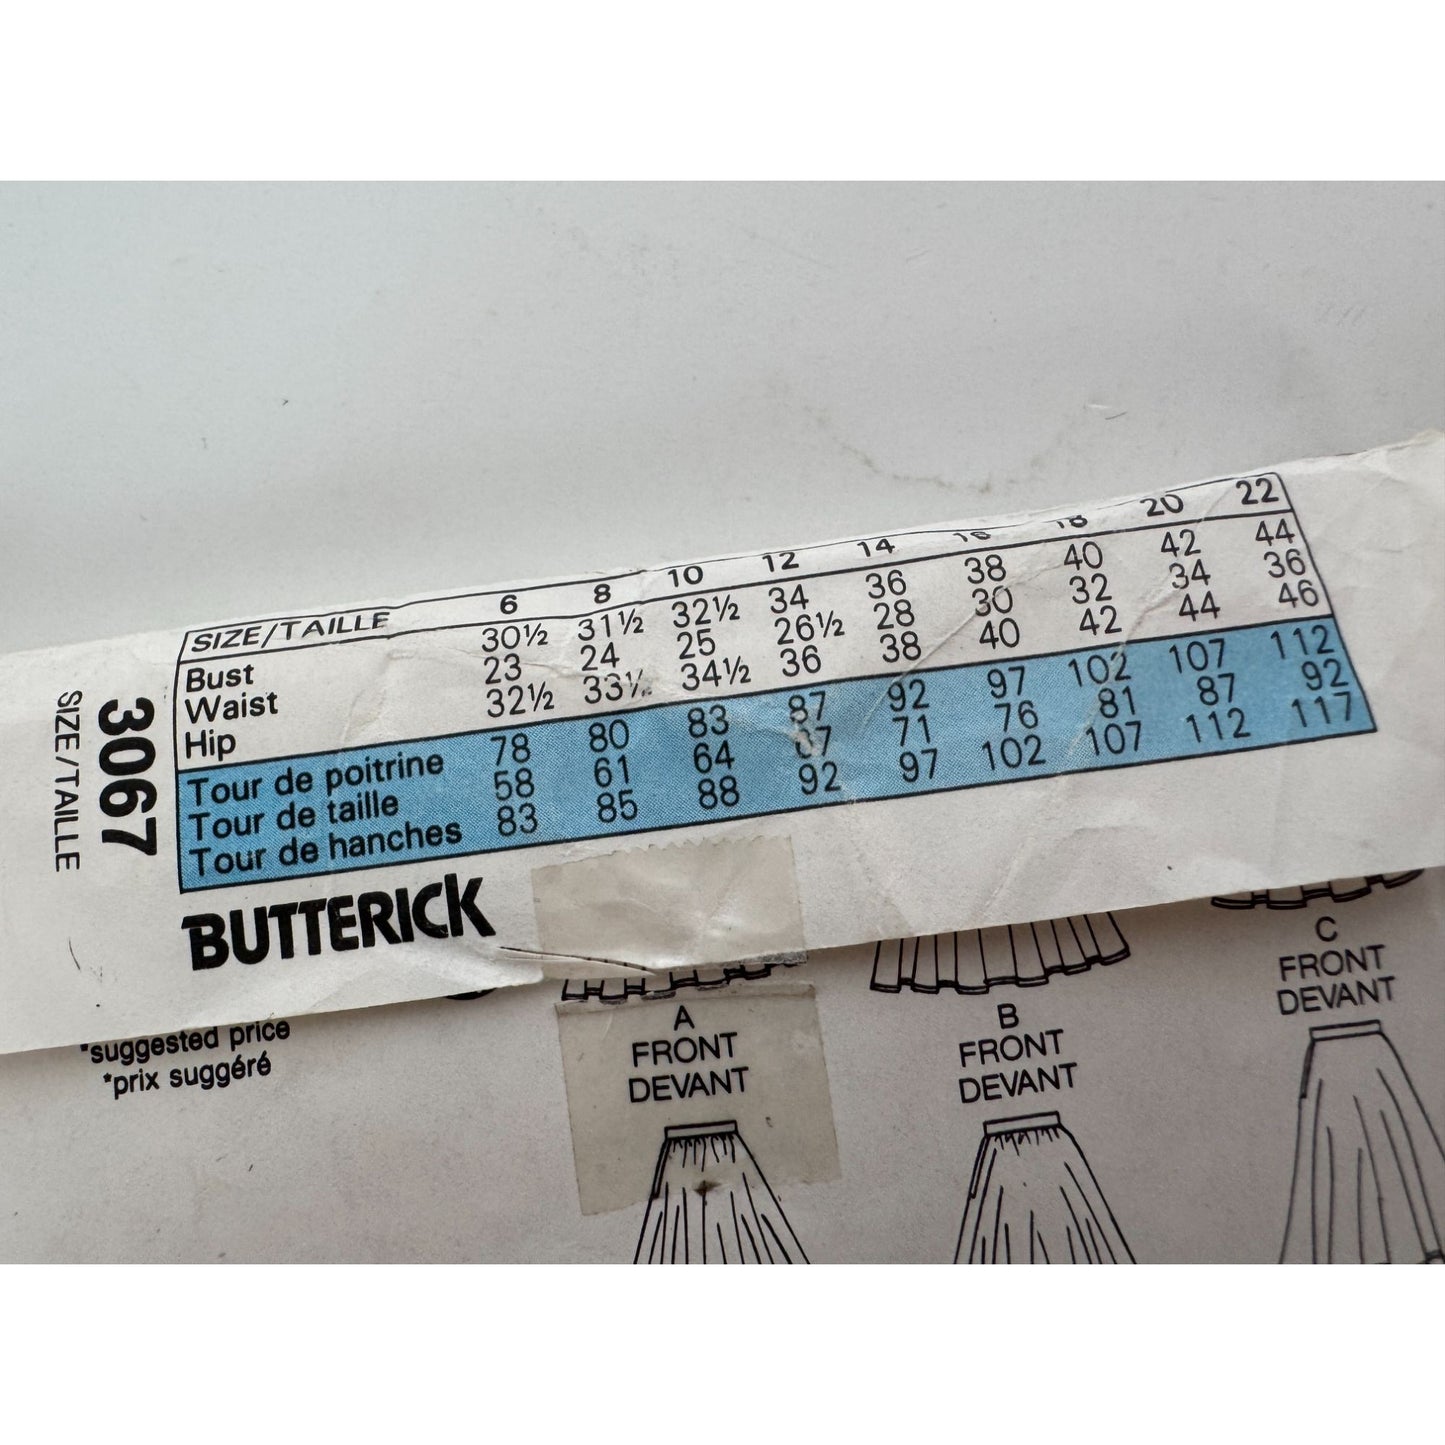 SIZE/TAILLE 6 8 10 12 14 16 18 20 22
Bust 30½ 31½ 32½ 34 36 38 40 42 44
Waist 23 24 25 26½ 28 30 32 34 36
Hip 32½ 33½ 34½ 36 38 40 42 44 46
Tour de poitrine 78 80 83 87 92 97 102 107 112
Tour de taille 58 61 64 67 71 76 81 87 92
Tour de hanches 83 85 88 92 97 102 107 112 117
3067
SIZE/TAILLE
BUTTERICK
*suggested price
*prix suggéré
A
FRONT
DEVANT
B
FRONT
DEVANT
C
FRONT
DEVANT